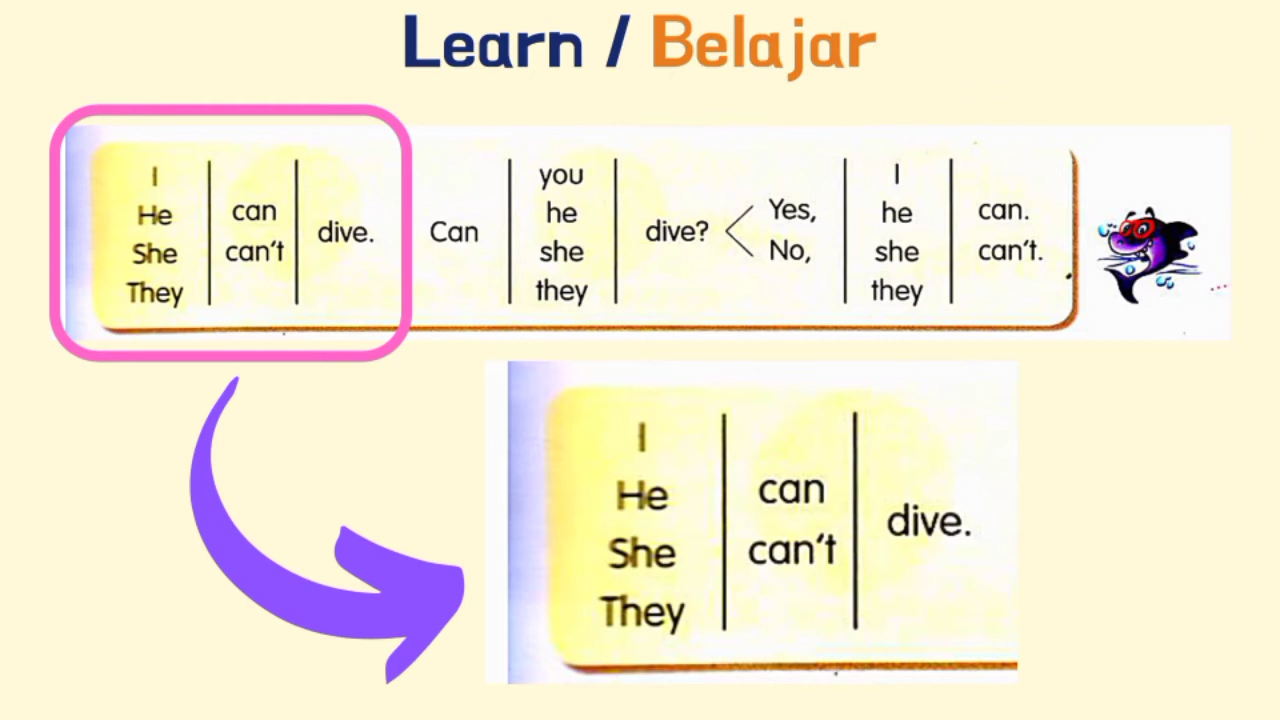 Learn / Belajar
I
He
She
They
can
can't
dive.
Can
you
he
she
they
dive?
Yes,
No,
I
he
she
they
can.
can't.
I
He
She
They
can
can't
dive.